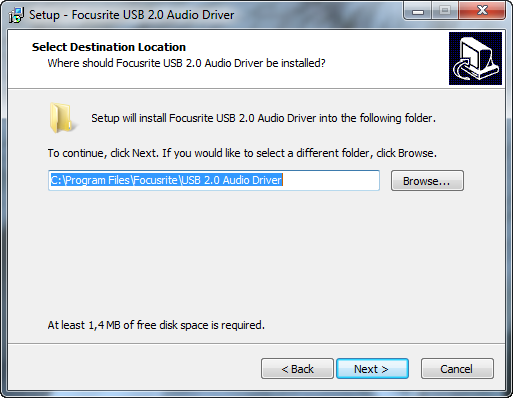 Setup - Focusrite USB 2.0 Audio Driver
Select Destination Location
Where should Focusrite USB 2.0 Audio Driver be installed?
Setup will install Focusrite USB 2.0 Audio Driver into the following folder.
To continue, click Next. If you would like to select a different folder, click Browse.
C:\Program Files\Focusrite\USB 2.0 Audio Driver
Browse...
At least 1,4 MB of free disk space is required.
< Back
Next >
Cancel